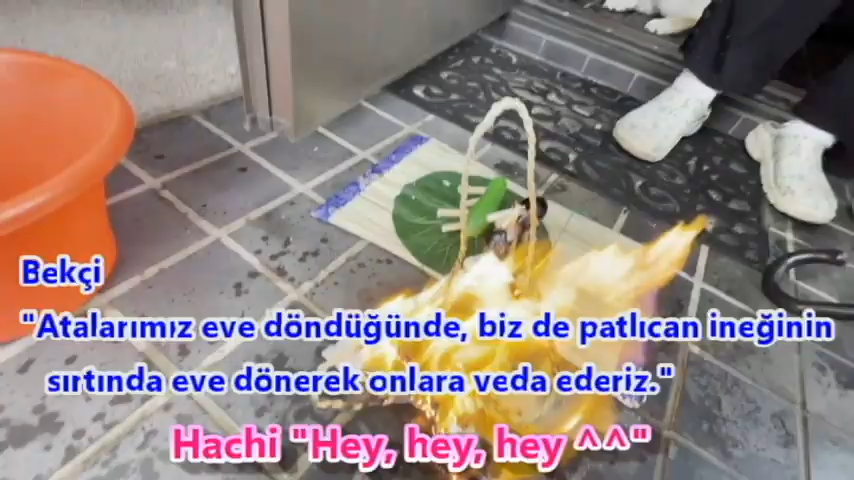 Bekçi
"Atalarımız eve döndüğünde, biz de patlıcan ineğinin
sırtında eve dönerek onlara veda ederiz."
Hachi "Hey, hey, hey ^^"